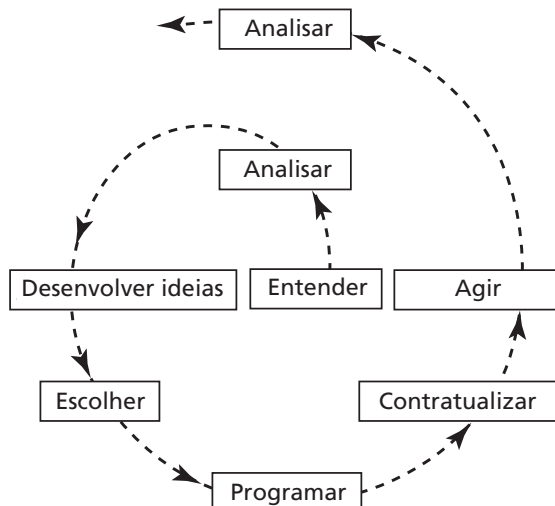 Analisar
Analisar
Desenvolver ideias
Entender
Agir
Escolher
Contratualizar
Programar